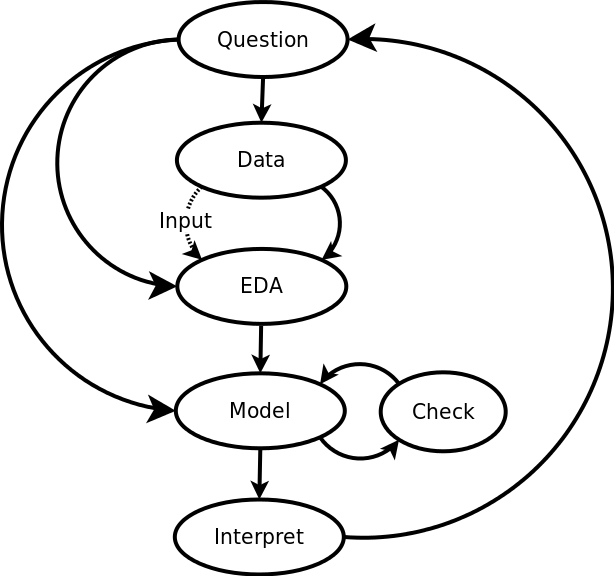 Question
Data
Input
EDA
Model
Check
Interpret